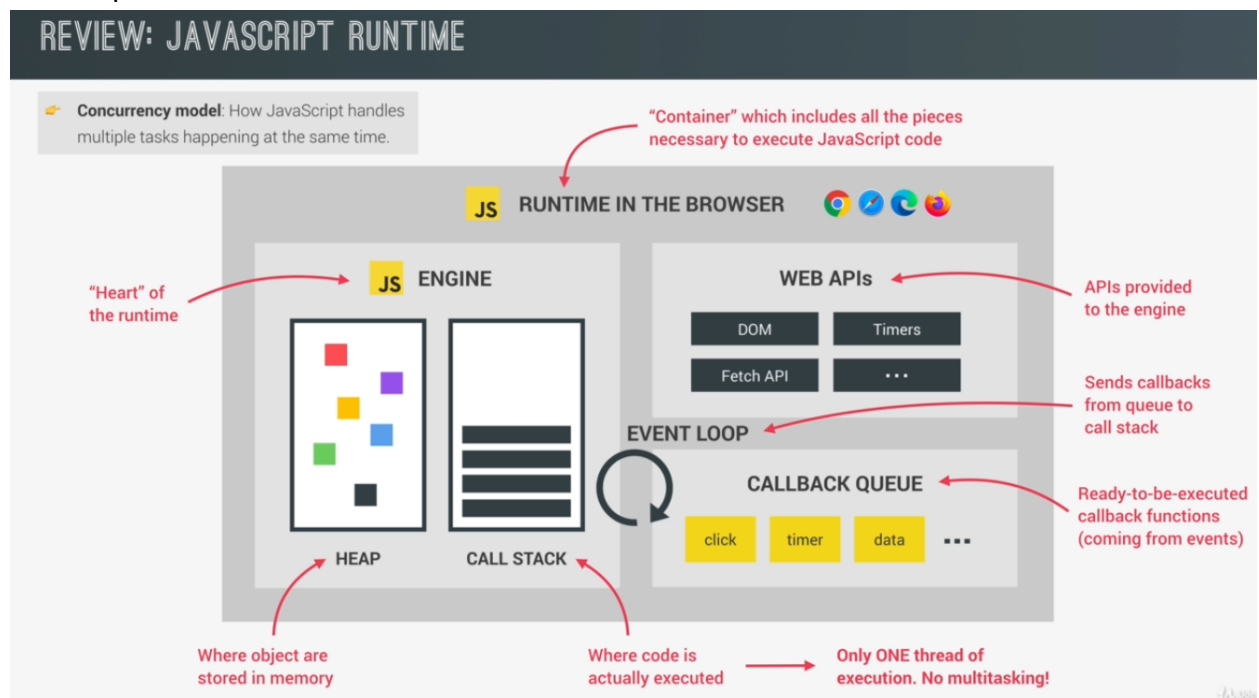 REVIEW: JAVASCRIPT RUNTIME
👉 Concurrency model: How JavaScript handles
multiple tasks happening at the same time.
“Container” which includes all the pieces
necessary to execute JavaScript code
JS RUNTIME IN THE BROWSER
“Heart” of
the runtime
JS ENGINE
HEAP
CALL STACK
WEB APIs
DOM
Timers
Fetch API
...
APIs provided
to the engine
EVENT LOOP
Sends callbacks
from queue to
call stack
CALLBACK QUEUE
click
timer
data
...
Ready-to-be-executed
callback functions
(coming from events)
Where object are
stored in memory
Where code is
actually executed
Only ONE thread of
execution. No multitasking!